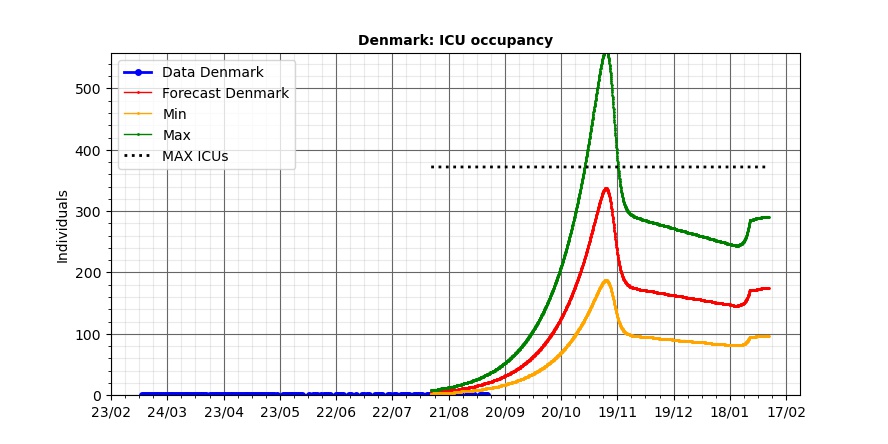 Denmark: ICU occupancy
Data Denmark
Forecast Denmark
Min
Max
MAX ICUs
Individuals
500
400
300
200
100
0
23/02 24/03 23/04 23/05 22/06 22/07 21/08 20/09 20/10 19/11 19/12 18/01 17/02